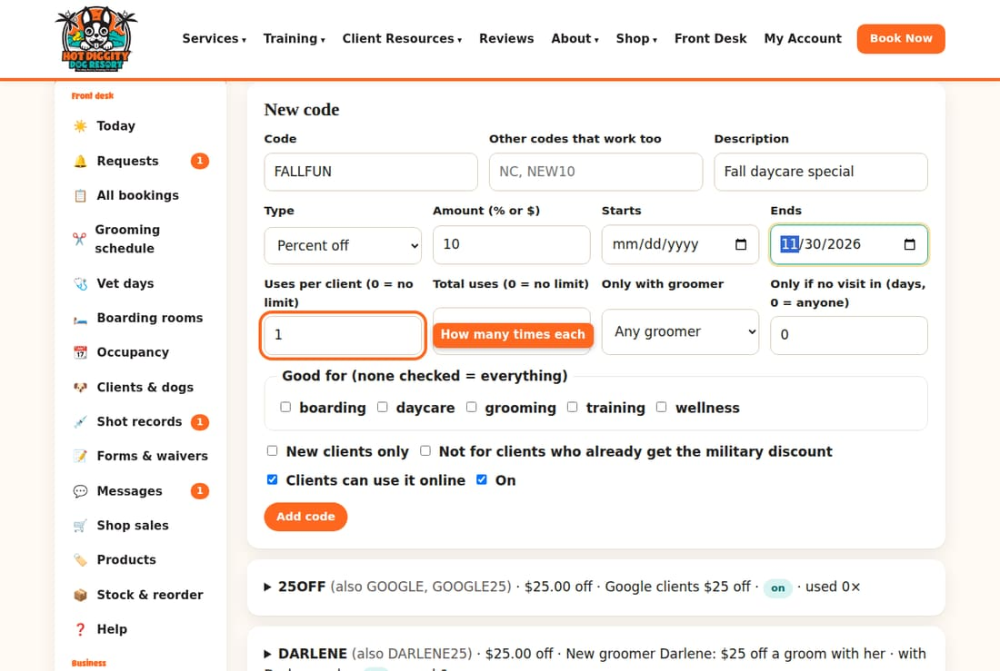 HOT DIGGITY
DOG RESORT
Services ▾ Training ▾ Client Resources ▾ Reviews About ▾ Shop ▾ Front Desk My Account Book Now
Front desk
Today
Requests 1
All bookings
Grooming
schedule
Vet days
Boarding rooms
Occupancy
Clients & dogs
Shot records 1
Forms & waivers
Messages 1
Shop sales
Products
Stock & reorder
Help
Business
New code
Code Other codes that work too Description
FALLFUN NC, NEW10 Fall daycare special
Type Amount (% or $) Starts Ends
Percent off 10 mm/dd/yyyy 11/30/2026
Uses per client (0 = no
limit) Total uses (0 = no limit) Only with groomer Only if no visit in (days,
0 = anyone)
1 How many times each Any groomer 0
Good for (none checked = everything)
boarding daycare grooming training wellness
New clients only Not for clients who already get the military discount
Clients can use it online On
Add code
▶ 25OFF (also GOOGLE, GOOGLE25) · $25.00 off · Google clients $25 off · on · used 0×
▶ DARLENE (also DARLENE25) · $25.00 off · New groomer Darlene: $25 off a groom with her · with